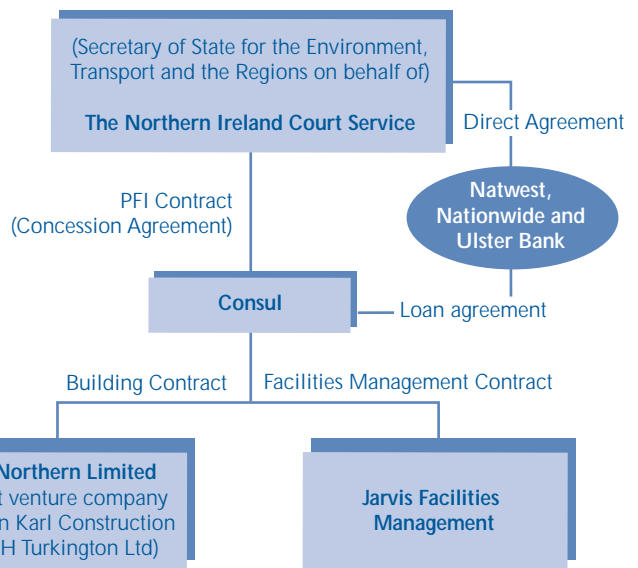 (Secretary of State for the Environment,
Transport and the Regions on behalf of)
The Northern Ireland Court Service
Direct Agreement
PFI Contract
(Concession Agreement)
Natwest,
Nationwide and
Ulster Bank
Consul
Loan agreement
Building Contract
Facilities Management Contract
Northern Limited
venture company
Karl Construction
H Turkington Ltd)
Jarvis Facilities
Management